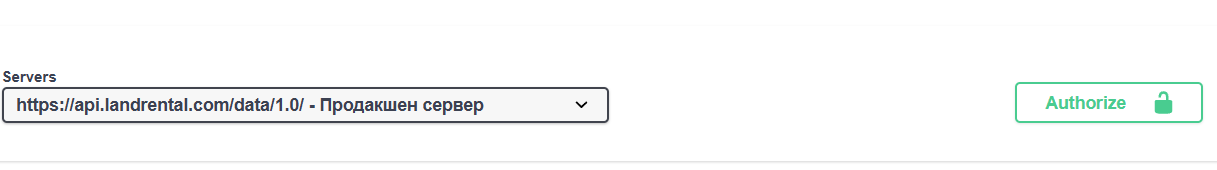 Servers
https://api.landrental.com/data/1.0/ - Продакшен сервер
Authorize